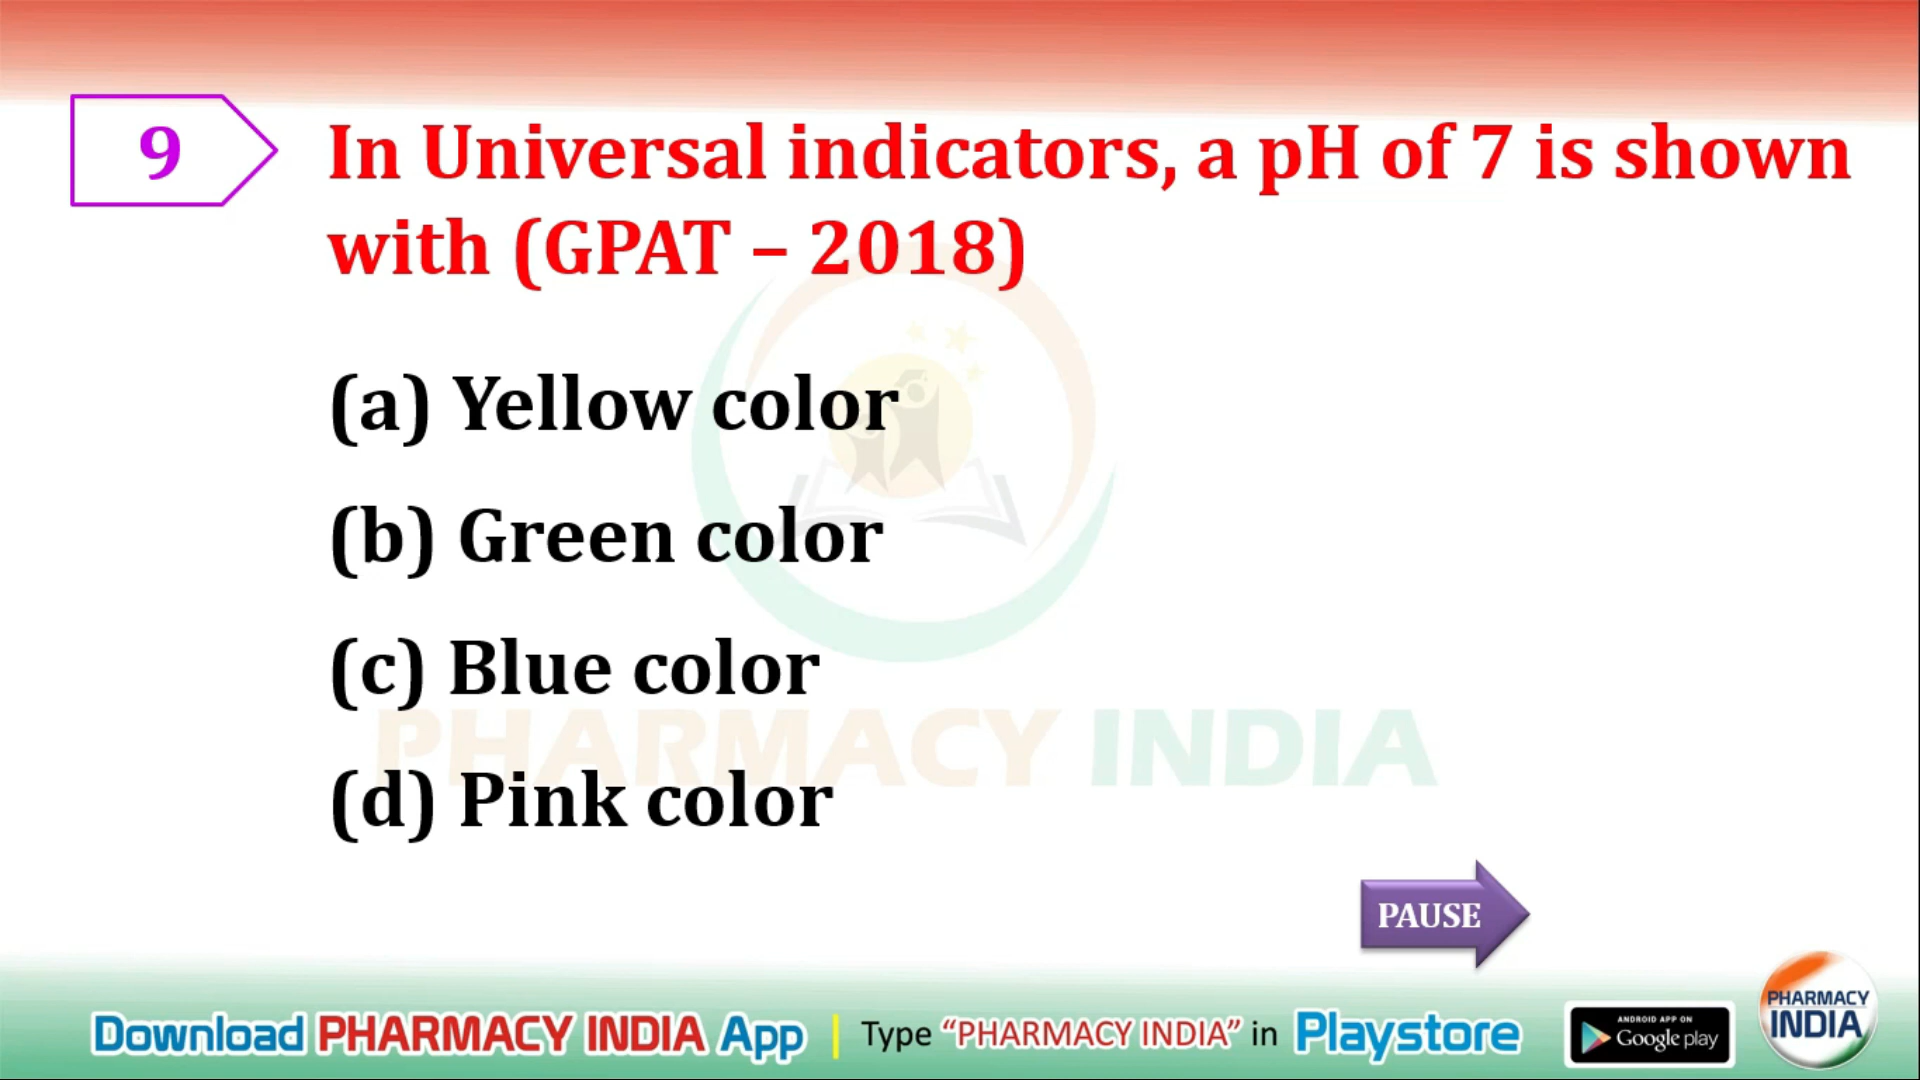 9
In Universal indicators, a pH of 7 is shown
with (GPAT – 2018)
(a) Yellow color
(b) Green color
(c) Blue color
PHARMACY INDIA
(d) Pink color
PAUSE
Download PHARMACY INDIA App | Type “PHARMACY INDIA” in Playstore
ANDROID APP ON
Google play
PHARMACY
INDIA